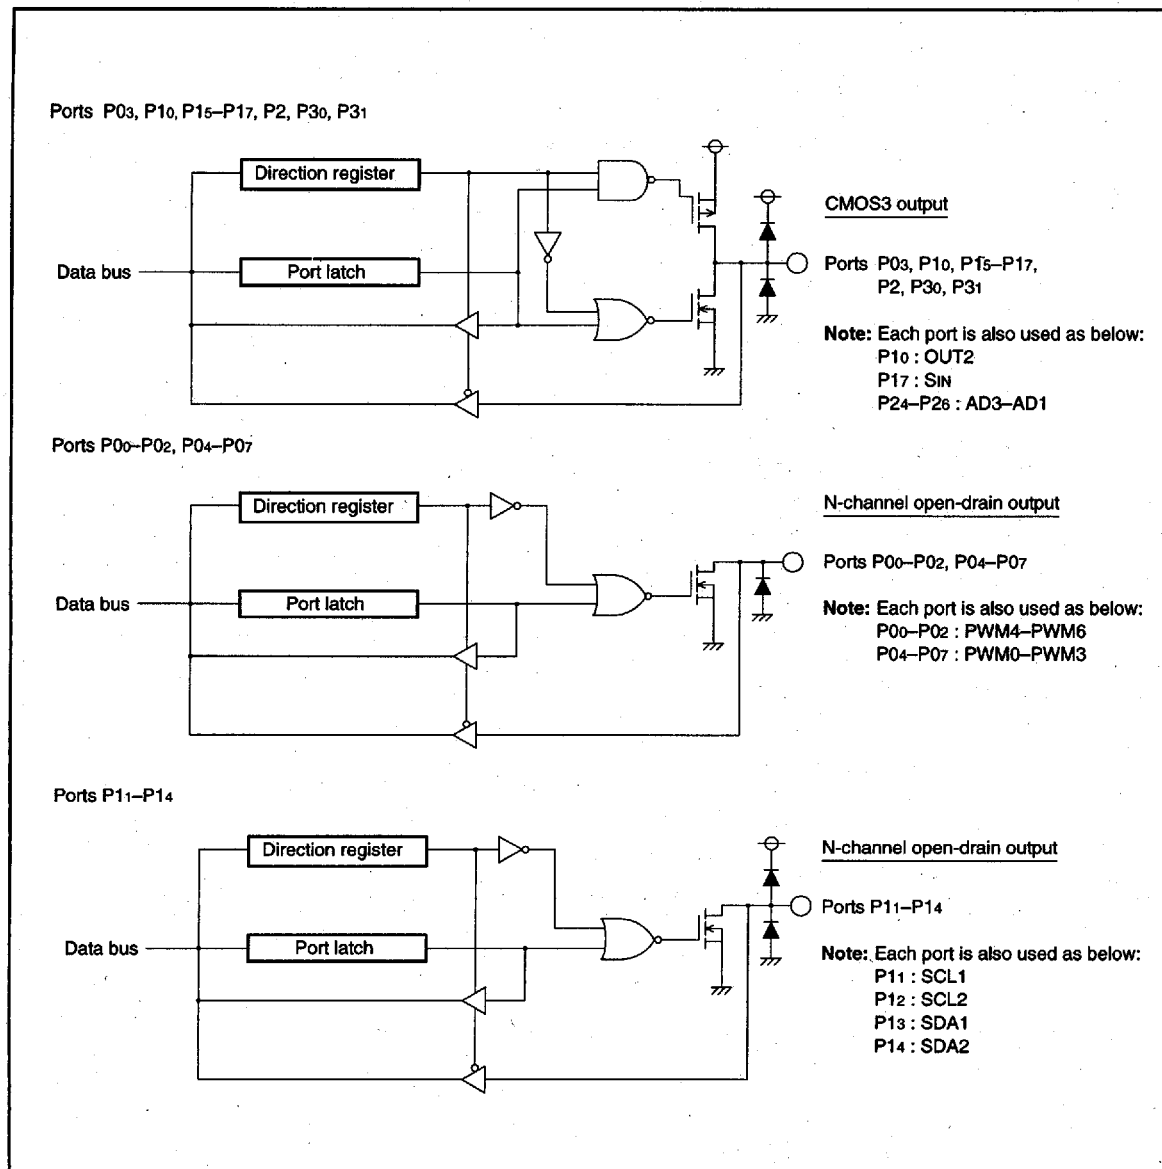 Ports P03, P10, P15–P17, P2, P30, P31
Direction register
CMOS3 output
Data bus
Port latch
Ports P03, P10, P15–P17,
P2, P30, P31
Note: Each port is also used as below:
P10 : OUT2
P17 : SIN
P24–P26 : AD3–AD1
Ports P00–P02, P04–P07
Direction register
N-channel open-drain output
Ports P00–P02, P04–P07
Data bus
Port latch
Note: Each port is also used as below:
P00–P02 : PWM4–PWM6
P04–P07 : PWM0–PWM3
Ports P11–P14
Direction register
N-channel open-drain output
Ports P11–P14
Data bus
Port latch
Note: Each port is also used as below:
P11 : SCL1
P12 : SCL2
P13 : SDA1
P14 : SDA2